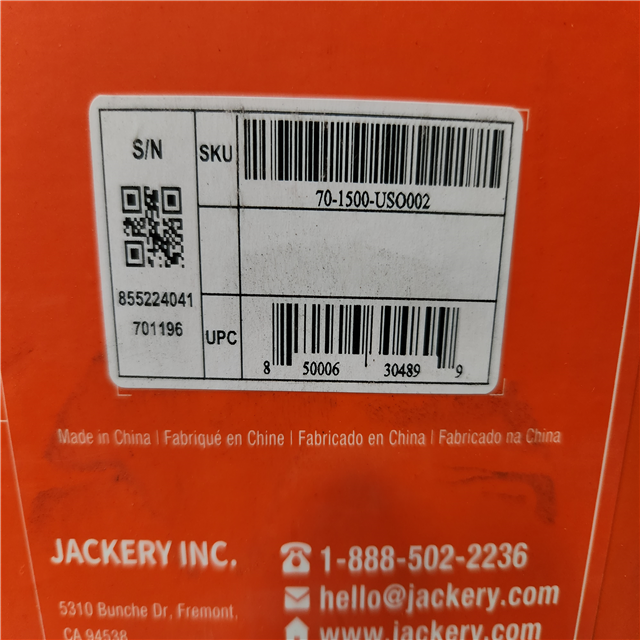 S/N
855224041
701196
SKU
70-1500-USO002
UPC
8 50006 30489 9
Made in China | Fabriqué en Chine | Fabricado en China | Fabricado na China
JACKERY INC.
5310 Bunche Dr, Fremont,
CA 94538
1-888-502-2236
hello@jackery.com
www.jackery.com